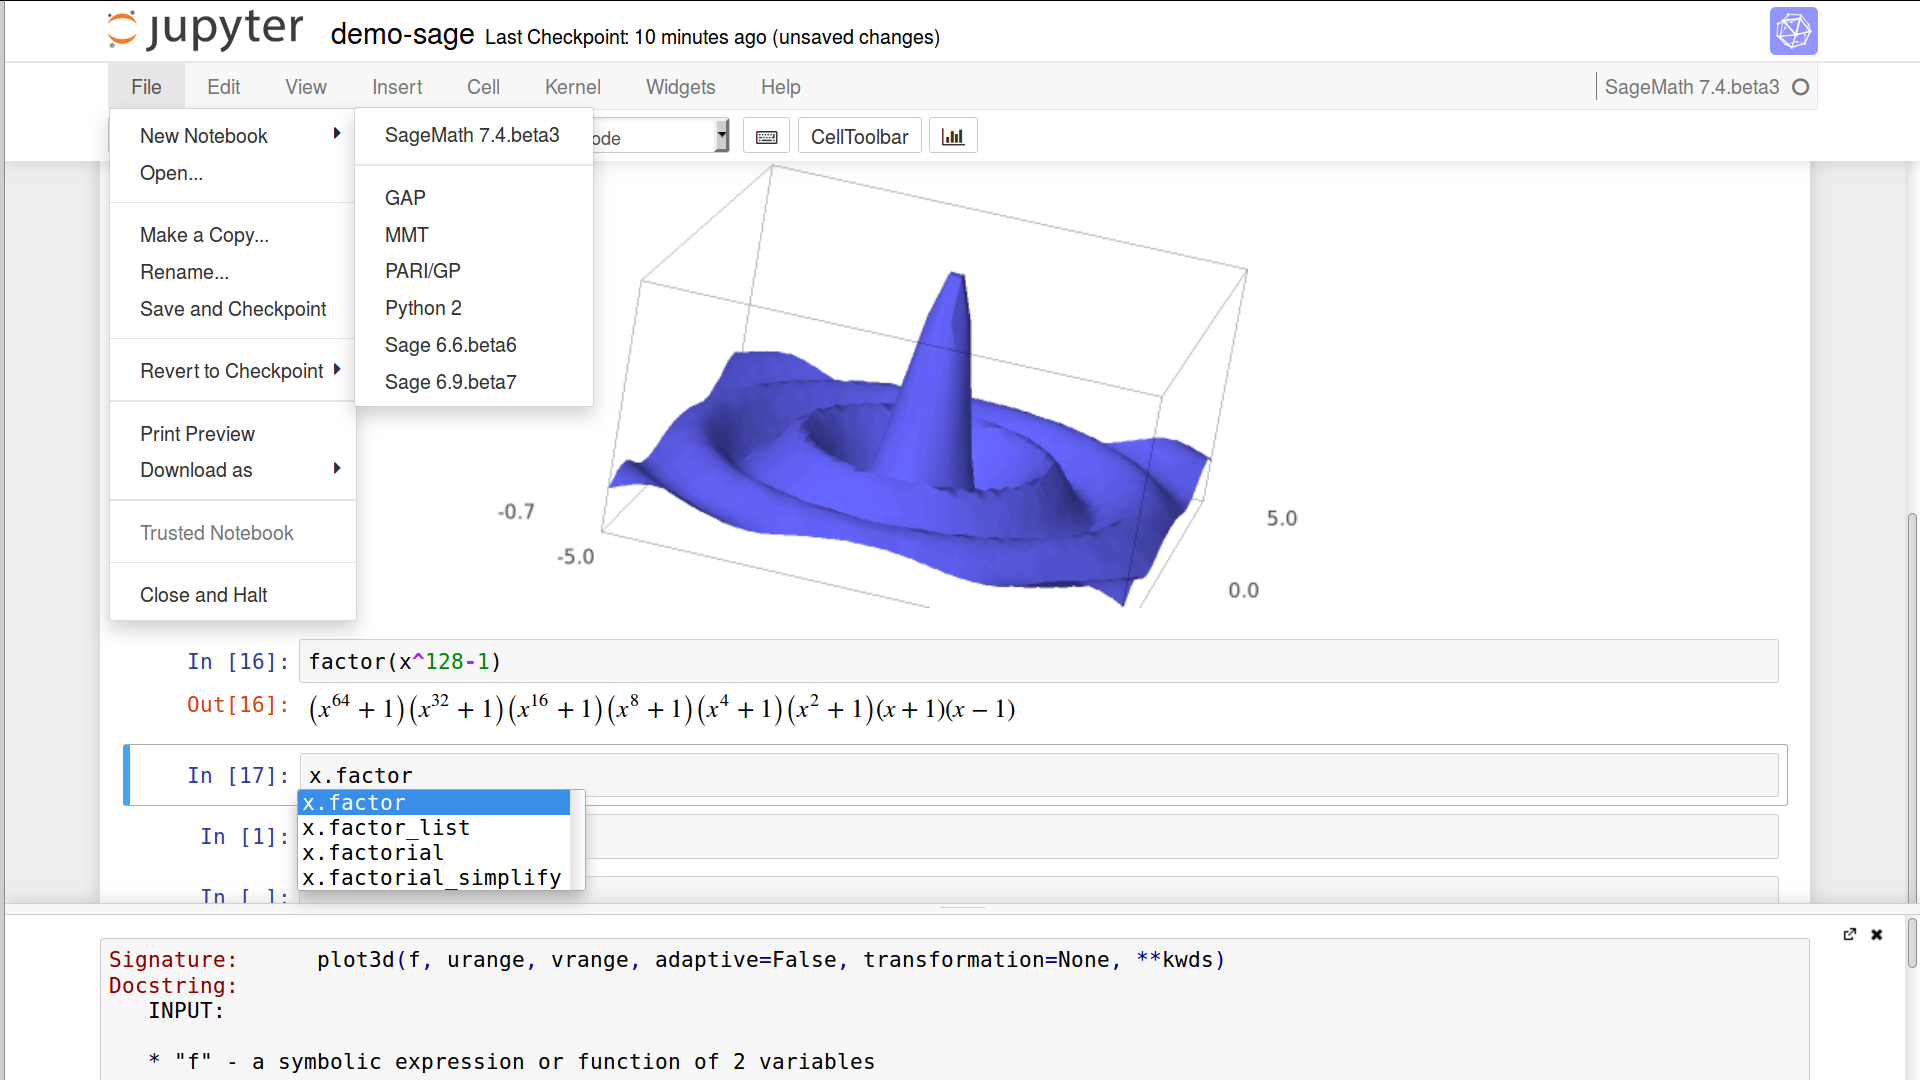 jupyter demo-sage Last Checkpoint: 10 minutes ago (unsaved changes)
File Edit View Insert Cell Kernel Widgets Help SageMath 7.4.beta3
CellToolbar
New Notebook
Open...
Make a Copy...
Rename...
Save and Checkpoint
Revert to Checkpoint
Print Preview
Download as
Trusted Notebook
Close and Halt
SageMath 7.4.beta3
GAP
MMT
PARI/GP
Python 2
Sage 6.6.beta6
Sage 6.9.beta7
ode
-0.7
-5.0
5.0
0.0
In [16]: factor(x^128-1)
Out[16]: (x⁶⁴ + 1)(x³² + 1)(x¹⁶ + 1)(x⁸ + 1)(x⁴ + 1)(x² + 1)(x + 1)(x − 1)
In [17]: x.factor
x.factor
x.factor_list
x.factorial
x.factorial_simplify
In [1]:
In [ ]:
Signature: plot3d(f, urange, vrange, adaptive=False, transformation=None, **kwds)
Docstring:
INPUT:
* "f" - a symbolic expression or function of 2 variables